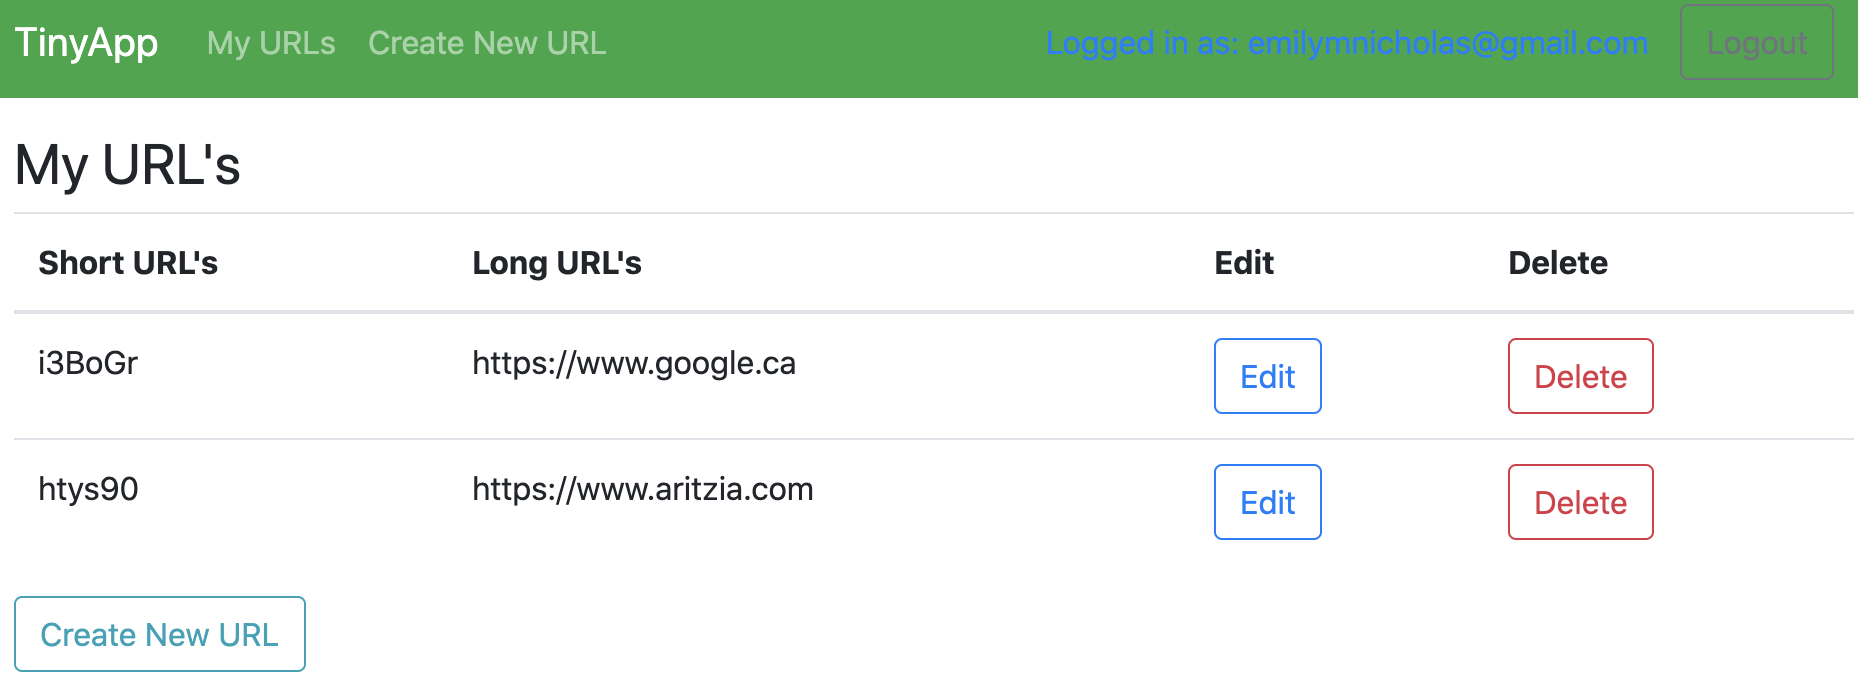 TinyApp My URLs Create New URL Logged in as: emilymnicholas@gmail.com Logout
My URL's
Short URL's Long URL's Edit Delete
i3BoGr https://www.google.ca Edit Delete
htys90 https://www.aritzia.com Edit Delete
Create New URL